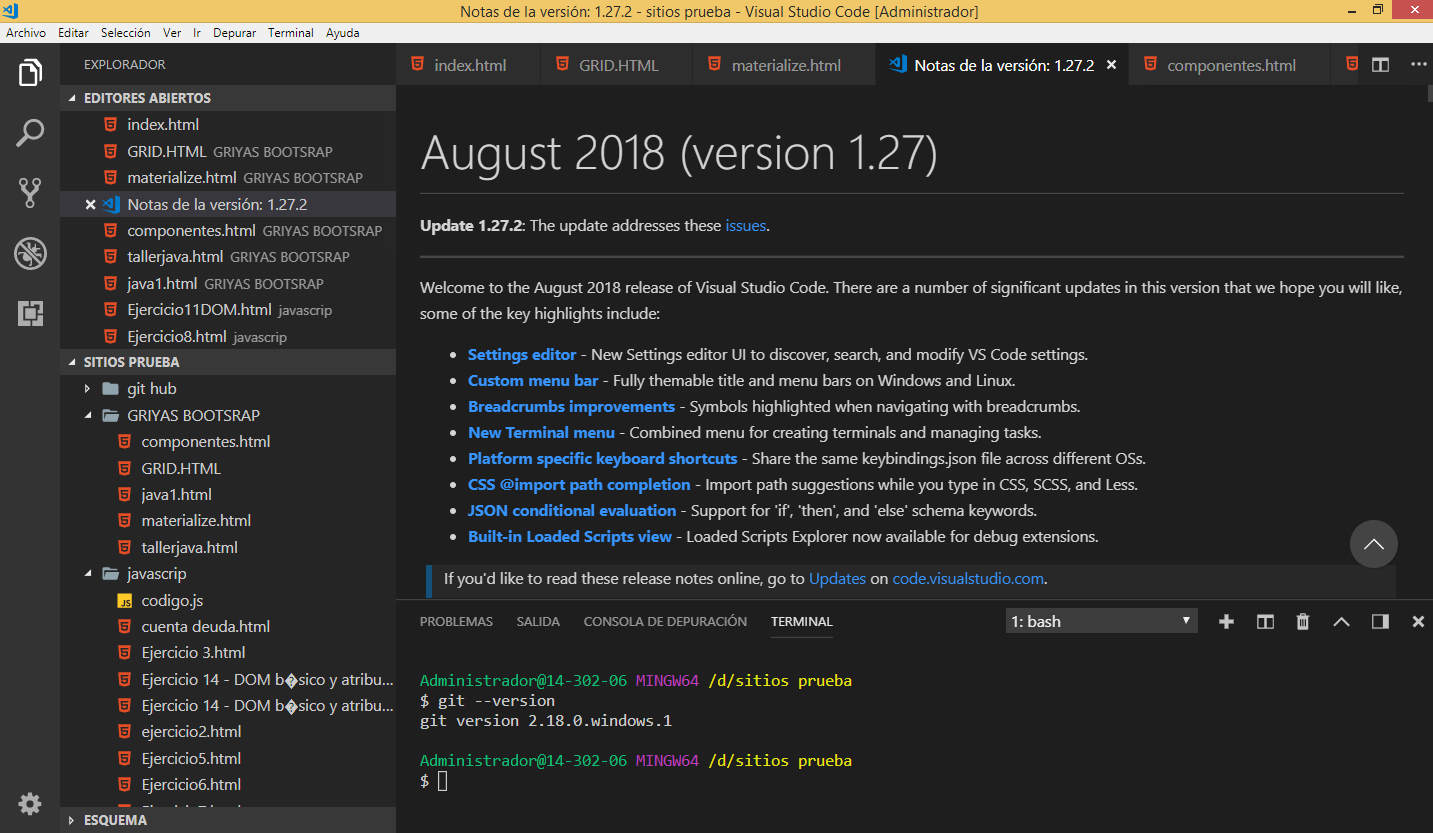 Notas de la versión: 1.27.2 - sitios prueba - Visual Studio Code [Administrador]
Archivo Editar Selección Ver Ir Depurar Terminal Ayuda
EXPLORADOR
EDITORES ABIERTOS
index.html
GRID.HTML GRIYAS BOOTSRAP
materialize.html GRIYAS BOOTSRAP
Notas de la versión: 1.27.2
componentes.html GRIYAS BOOTSRAP
tallerjava.html GRIYAS BOOTSRAP
java1.html GRIYAS BOOTSRAP
Ejercicio11DOM.html javascrip
Ejercicio8.html javascrip
SITIOS PRUEBA
git hub
GRIYAS BOOTSRAP
componentes.html
GRID.HTML
java1.html
materialize.html
tallerjava.html
javascrip
codigo.js
cuenta deuda.html
Ejercicio 3.html
Ejercicio 14 - DOM b�sico y atribu...
Ejercicio 14 - DOM b�sico y atribu...
ejercicio2.html
Ejercicio5.html
Ejercicio6.html
ESQUEMA
index.html GRID.HTML materialize.html Notas de la versión: 1.27.2 componentes.html
August 2018 (version 1.27)
Update 1.27.2: The update addresses these issues.
Welcome to the August 2018 release of Visual Studio Code. There are a number of significant updates in this version that we hope you will like,
some of the key highlights include:
• Settings editor - New Settings editor UI to discover, search, and modify VS Code settings.
• Custom menu bar - Fully themable title and menu bars on Windows and Linux.
• Breadcrumbs improvements - Symbols highlighted when navigating with breadcrumbs.
• New Terminal menu - Combined menu for creating terminals and managing tasks.
• Platform specific keyboard shortcuts - Share the same keybindings.json file across different OSs.
• CSS @import path completion - Import path suggestions while you type in CSS, SCSS, and Less.
• JSON conditional evaluation - Support for 'if', 'then', and 'else' schema keywords.
• Built-in Loaded Scripts view - Loaded Scripts Explorer now available for debug extensions.
If you'd like to read these release notes online, go to Updates on code.visualstudio.com.
PROBLEMAS SALIDA CONSOLA DE DEPURACIÓN TERMINAL 1: bash
Administrador@14-302-06 MINGW64 /d/sitios prueba
$ git --version
git version 2.18.0.windows.1
Administrador@14-302-06 MINGW64 /d/sitios prueba
$